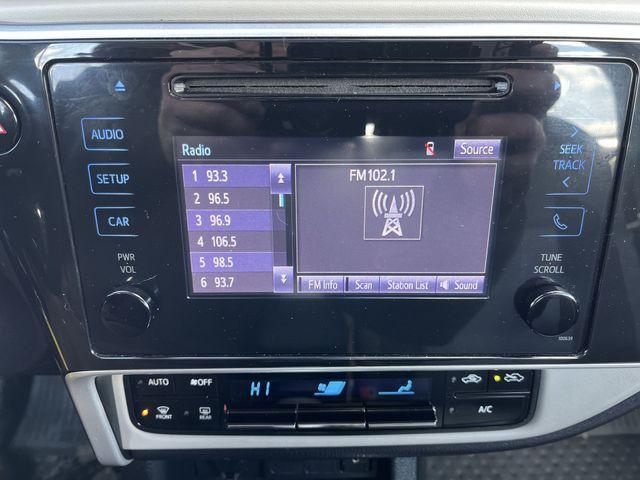 Radio
Source
AUDIO
SETUP
CAR
PWR
VOL
1 93.3
2 96.5
3 96.9
4 106.5
5 98.5
6 93.7
FM102.1
FM Info
Scan
Station List
Sound
SEEK
TRACK
TUNE
SCROLL
100639
AUTO
OFF
HI
FRONT
REAR
A/C